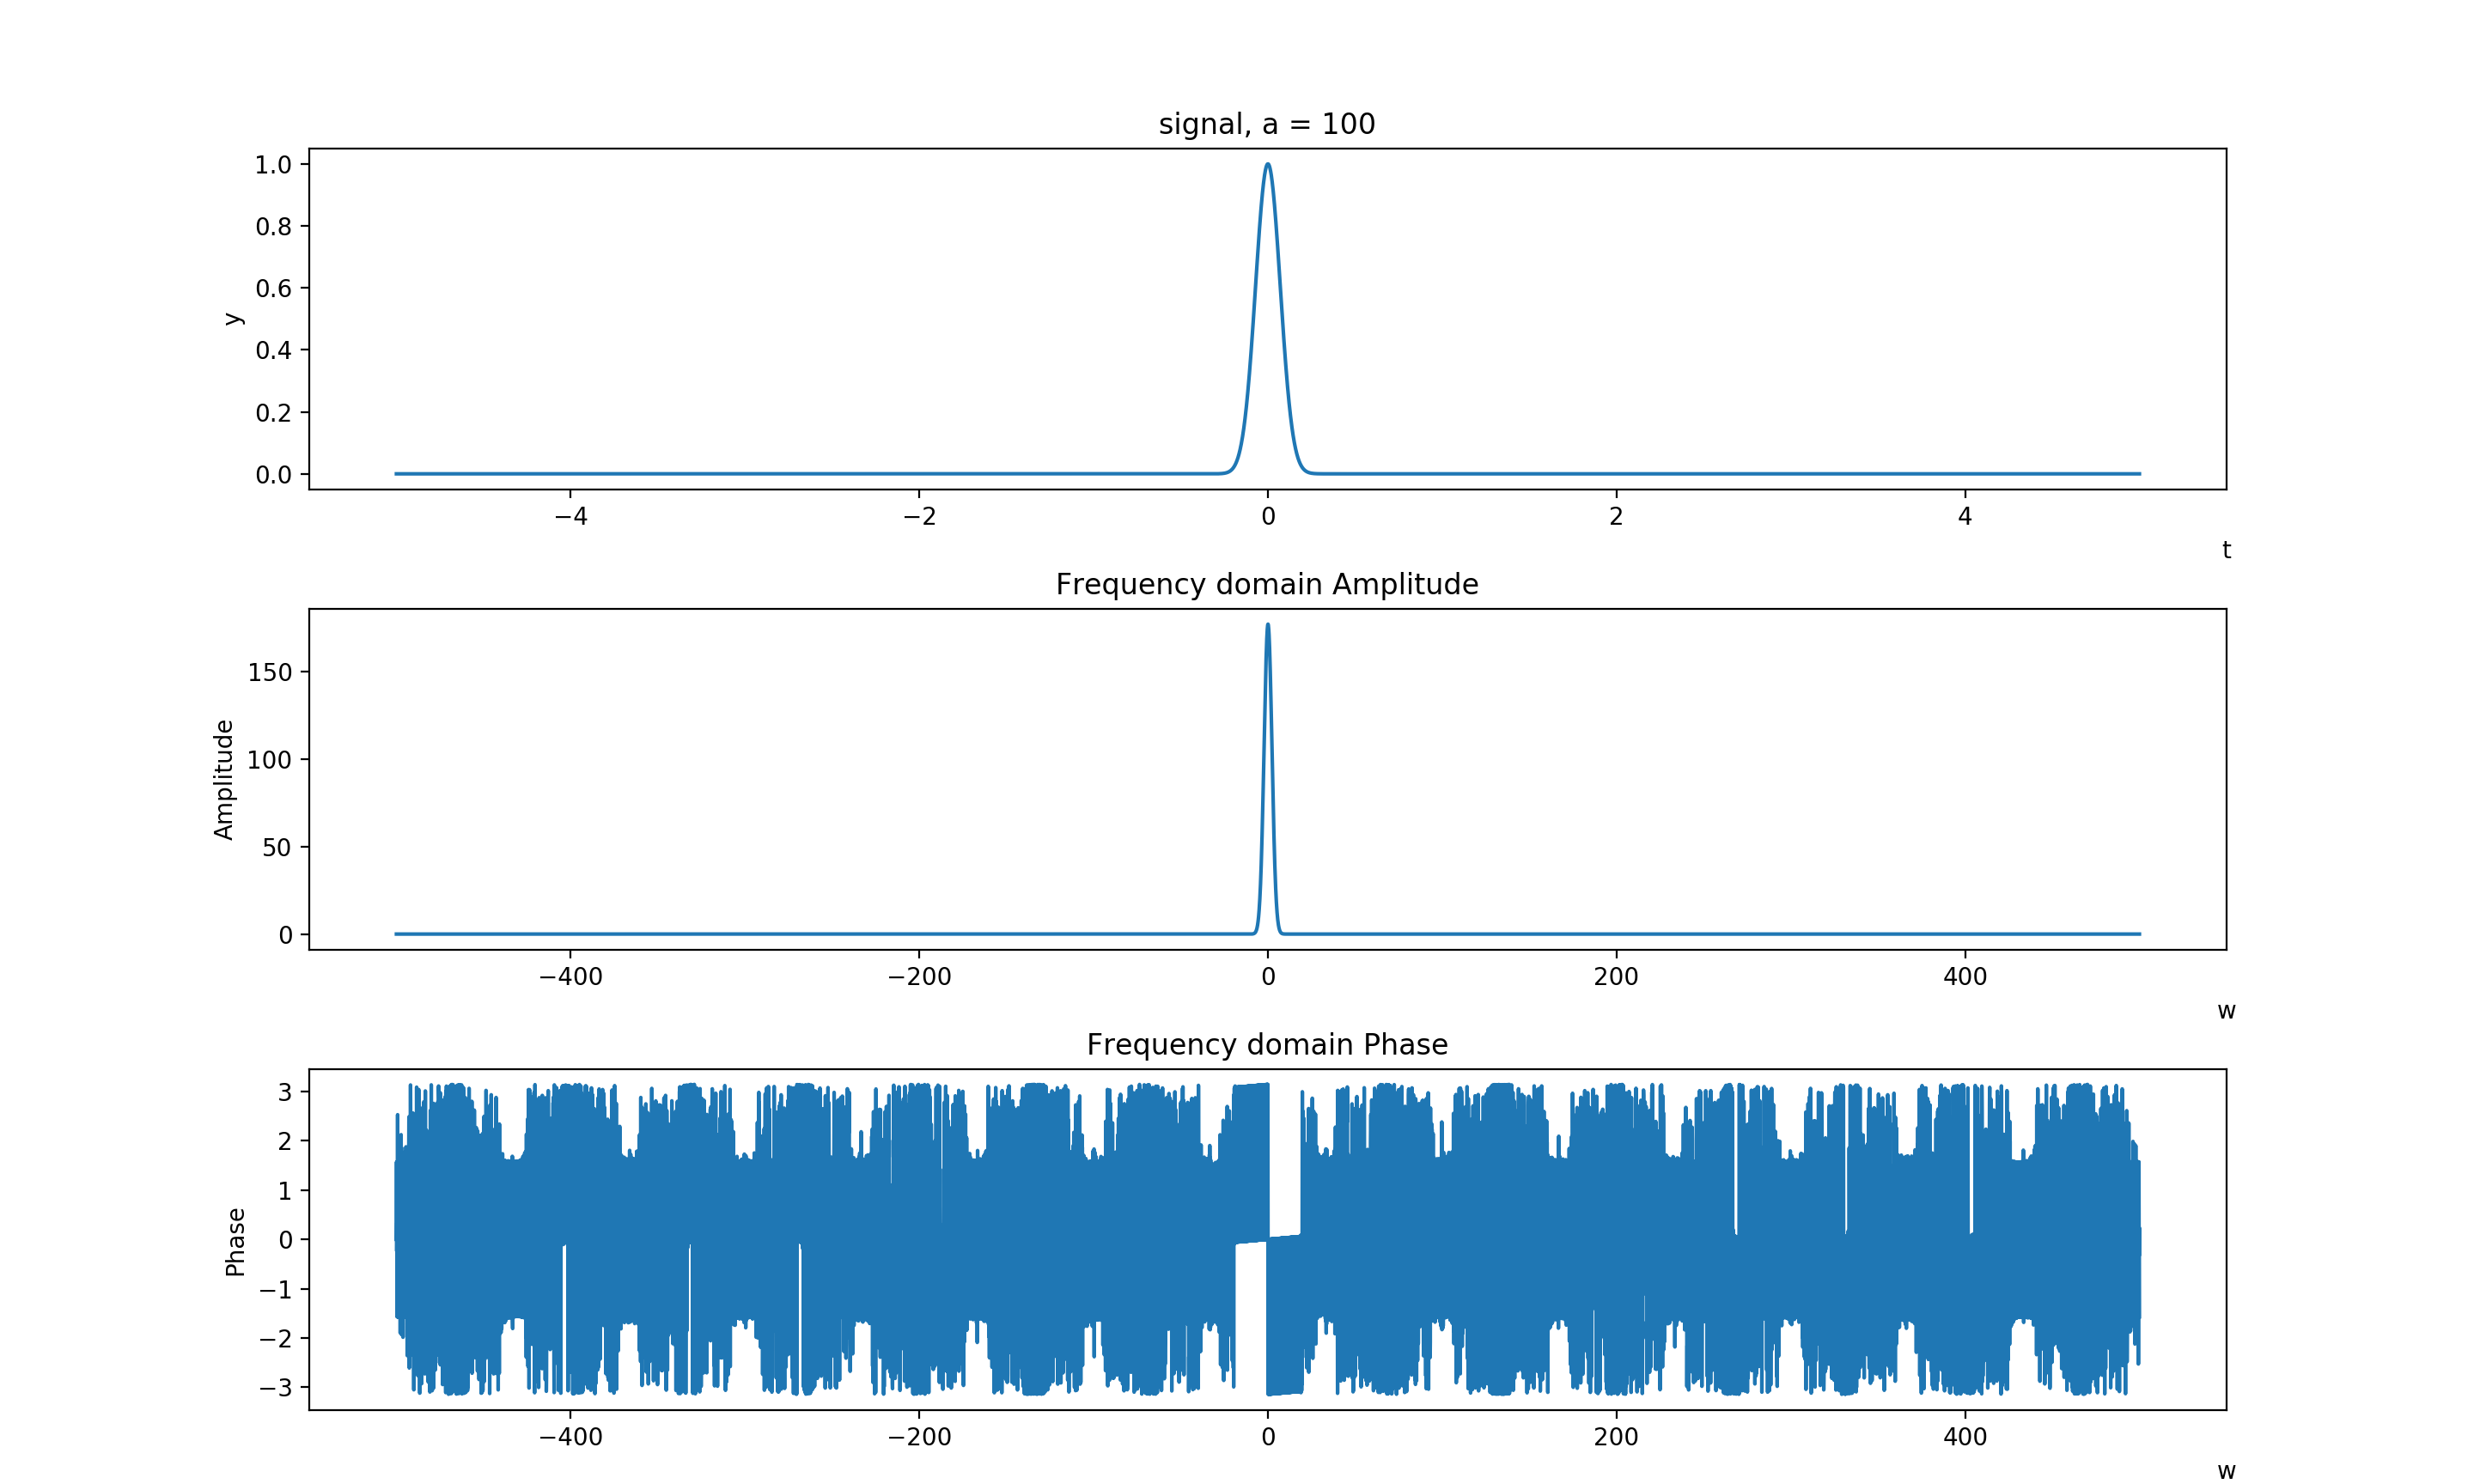 signal, a = 100
1.0
0.8
0.6
0.4
0.2
0.0
y
−4 −2 0 2 4
t
Frequency domain Amplitude
150
100
50
0
Amplitude
−400 −200 0 200 400
w
Frequency domain Phase
3
2
1
0
−1
−2
−3
Phase
−400 −200 0 200 400
w